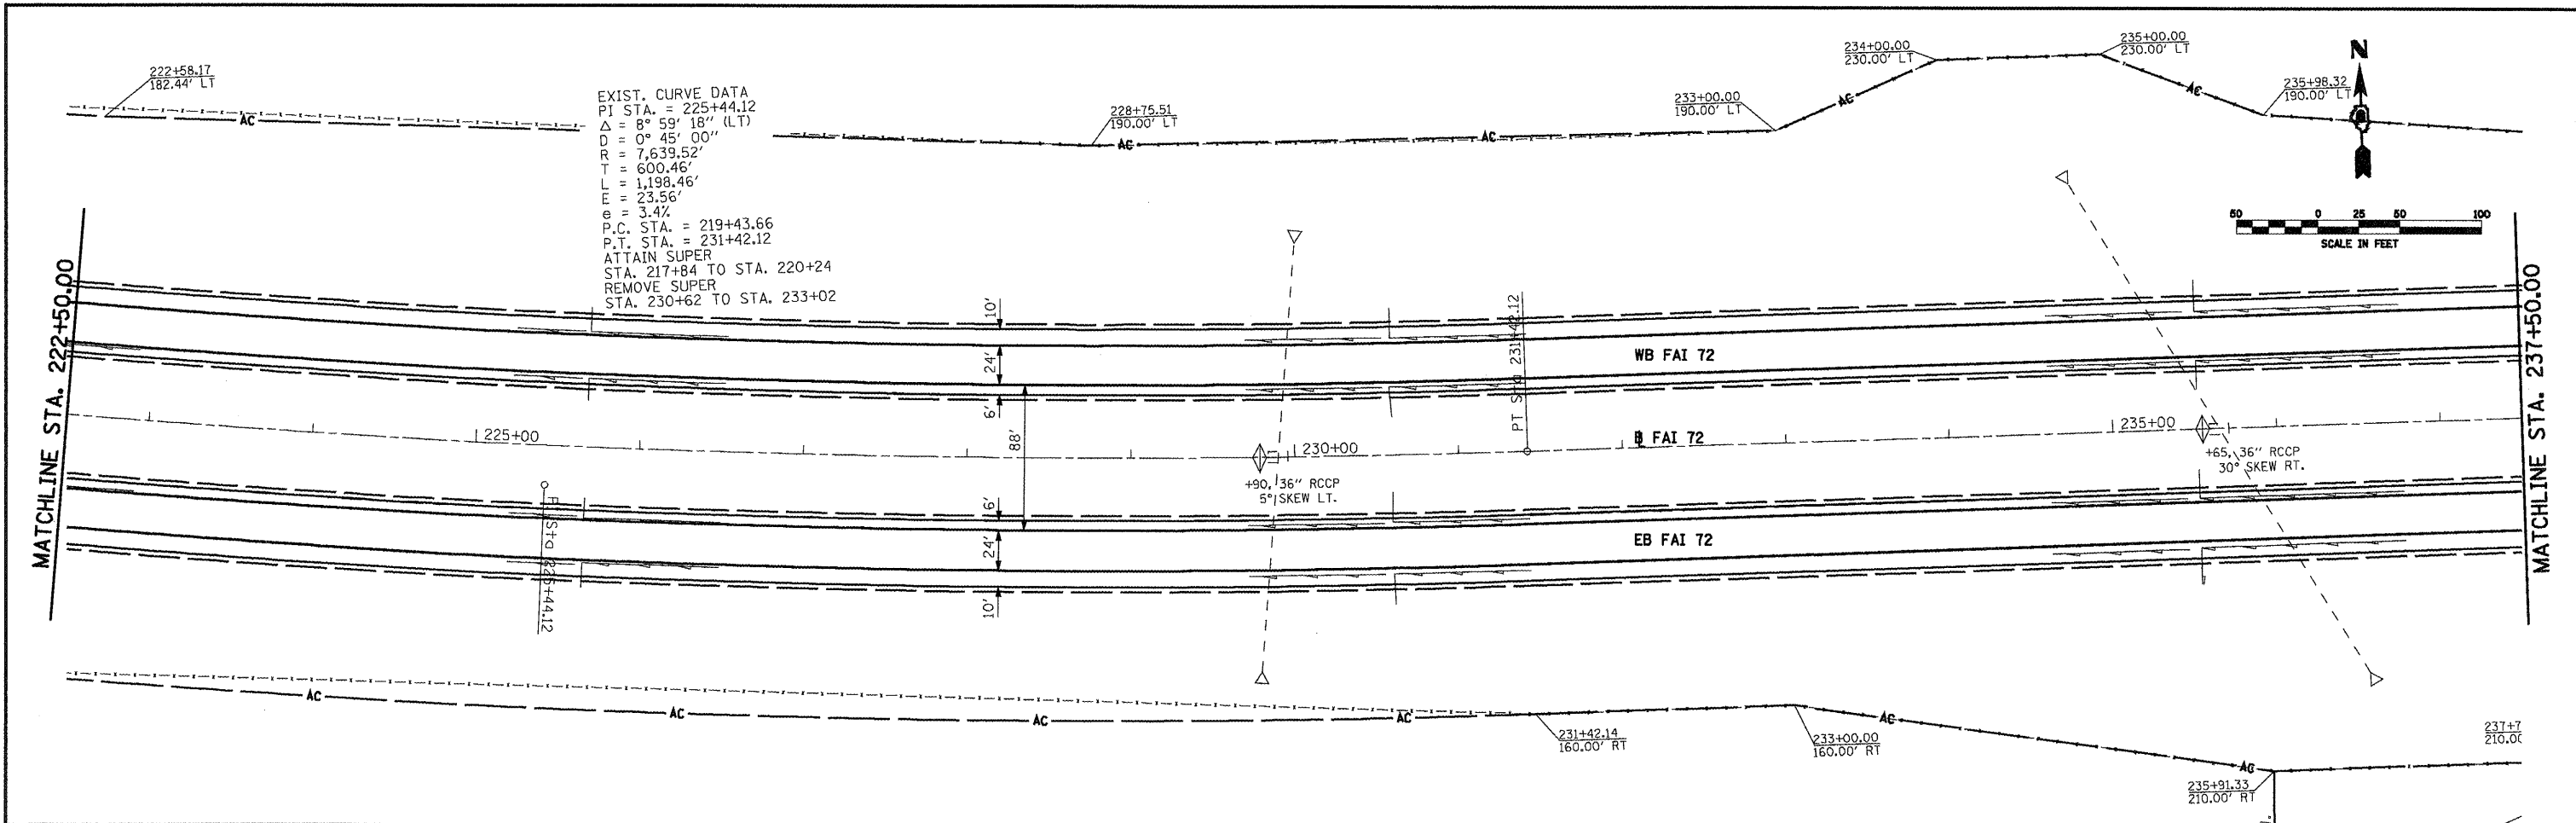 222+58.17
182.44' LT
EXIST. CURVE DATA
PI STA. = 225+44.12
Δ = 8° 59' 18" (LT)
D = 0° 45' 00"
R = 7,639.52'
T = 600.46'
L = 1,198.46'
E = 23.56'
e = 3.4%
P.C. STA. = 219+43.66
P.T. STA. = 231+42.12
ATTAIN SUPER
STA. 217+84 TO STA. 220+24
REMOVE SUPER
STA. 230+62 TO STA. 233+02
228+75.51
190.00' LT
233+00.00
190.00' LT
234+00.00
230.00' LT
235+00.00
230.00' LT
235+98.32
190.00' LT
N
AC
AC
AC
AC
AC
50 0 25 50 100
SCALE IN FEET
MATCHLINE STA. 222+50.00
MATCHLINE STA. 237+50.00
10'
24'
6'
88'
6'
24'
10'
PT Sta 231+42.12
WB FAI 72
225+00
230+00
B FAI 72
235+00
+65, 36" RCCP
30° SKEW RT.
+90, 36" RCCP
5° SKEW LT.
PI Sta 225+44.12
EB FAI 72
AC
AC
AC
AC
AC
AC
231+42.14
160.00' RT
233+00.00
160.00' RT
235+91.33
210.00' RT
237+7
210.0